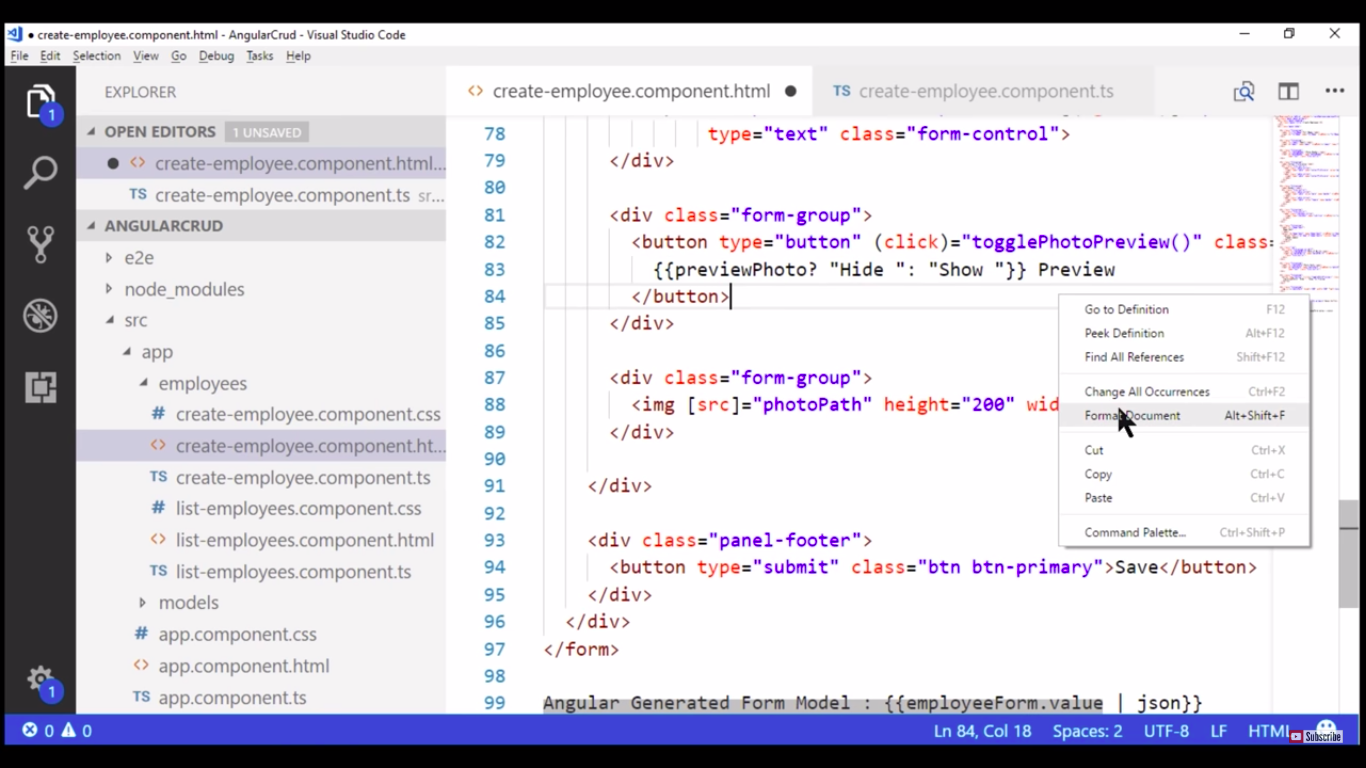 create-employee.component.html - AngularCrud - Visual Studio Code
File Edit Selection View Go Debug Tasks Help
EXPLORER
OPEN EDITORS 1 UNSAVED
create-employee.component.html...
TS create-employee.component.ts sr...
ANGULARCRUD
e2e
node_modules
src
app
employees
# create-employee.component.css
<> create-employee.component.ht...
TS create-employee.component.ts
# list-employees.component.css
<> list-employees.component.html
TS list-employees.component.ts
models
# app.component.css
<> app.component.html
TS app.component.ts
1
1
<> create-employee.component.html
TS create-employee.component.ts
78 type="text" class="form-control">
79 </div>
80
81 <div class="form-group">
82 <button type="button" (click)="togglePhotoPreview()" class=
83 {{previewPhoto? "Hide ": "Show "}} Preview
84 </button>
85 </div>
86
87 <div class="form-group">
88 <img [src]="photoPath" height="200" wid
89 </div>
90
91 </div>
92
93 <div class="panel-footer">
94 <button type="submit" class="btn btn-primary">Save</button>
95 </div>
96 </div>
97 </form>
98
99 Angular Generated Form Model : {{employeeForm.value | json}}
Go to Definition F12
Peek Definition Alt+F12
Find All References Shift+F12
Change All Occurrences Ctrl+F2
Format Document Alt+Shift+F
Cut Ctrl+X
Copy Ctrl+C
Paste Ctrl+V
Command Palette... Ctrl+Shift+P
0 0 Ln 84, Col 18 Spaces: 2 UTF-8 LF HTML
Subscribe